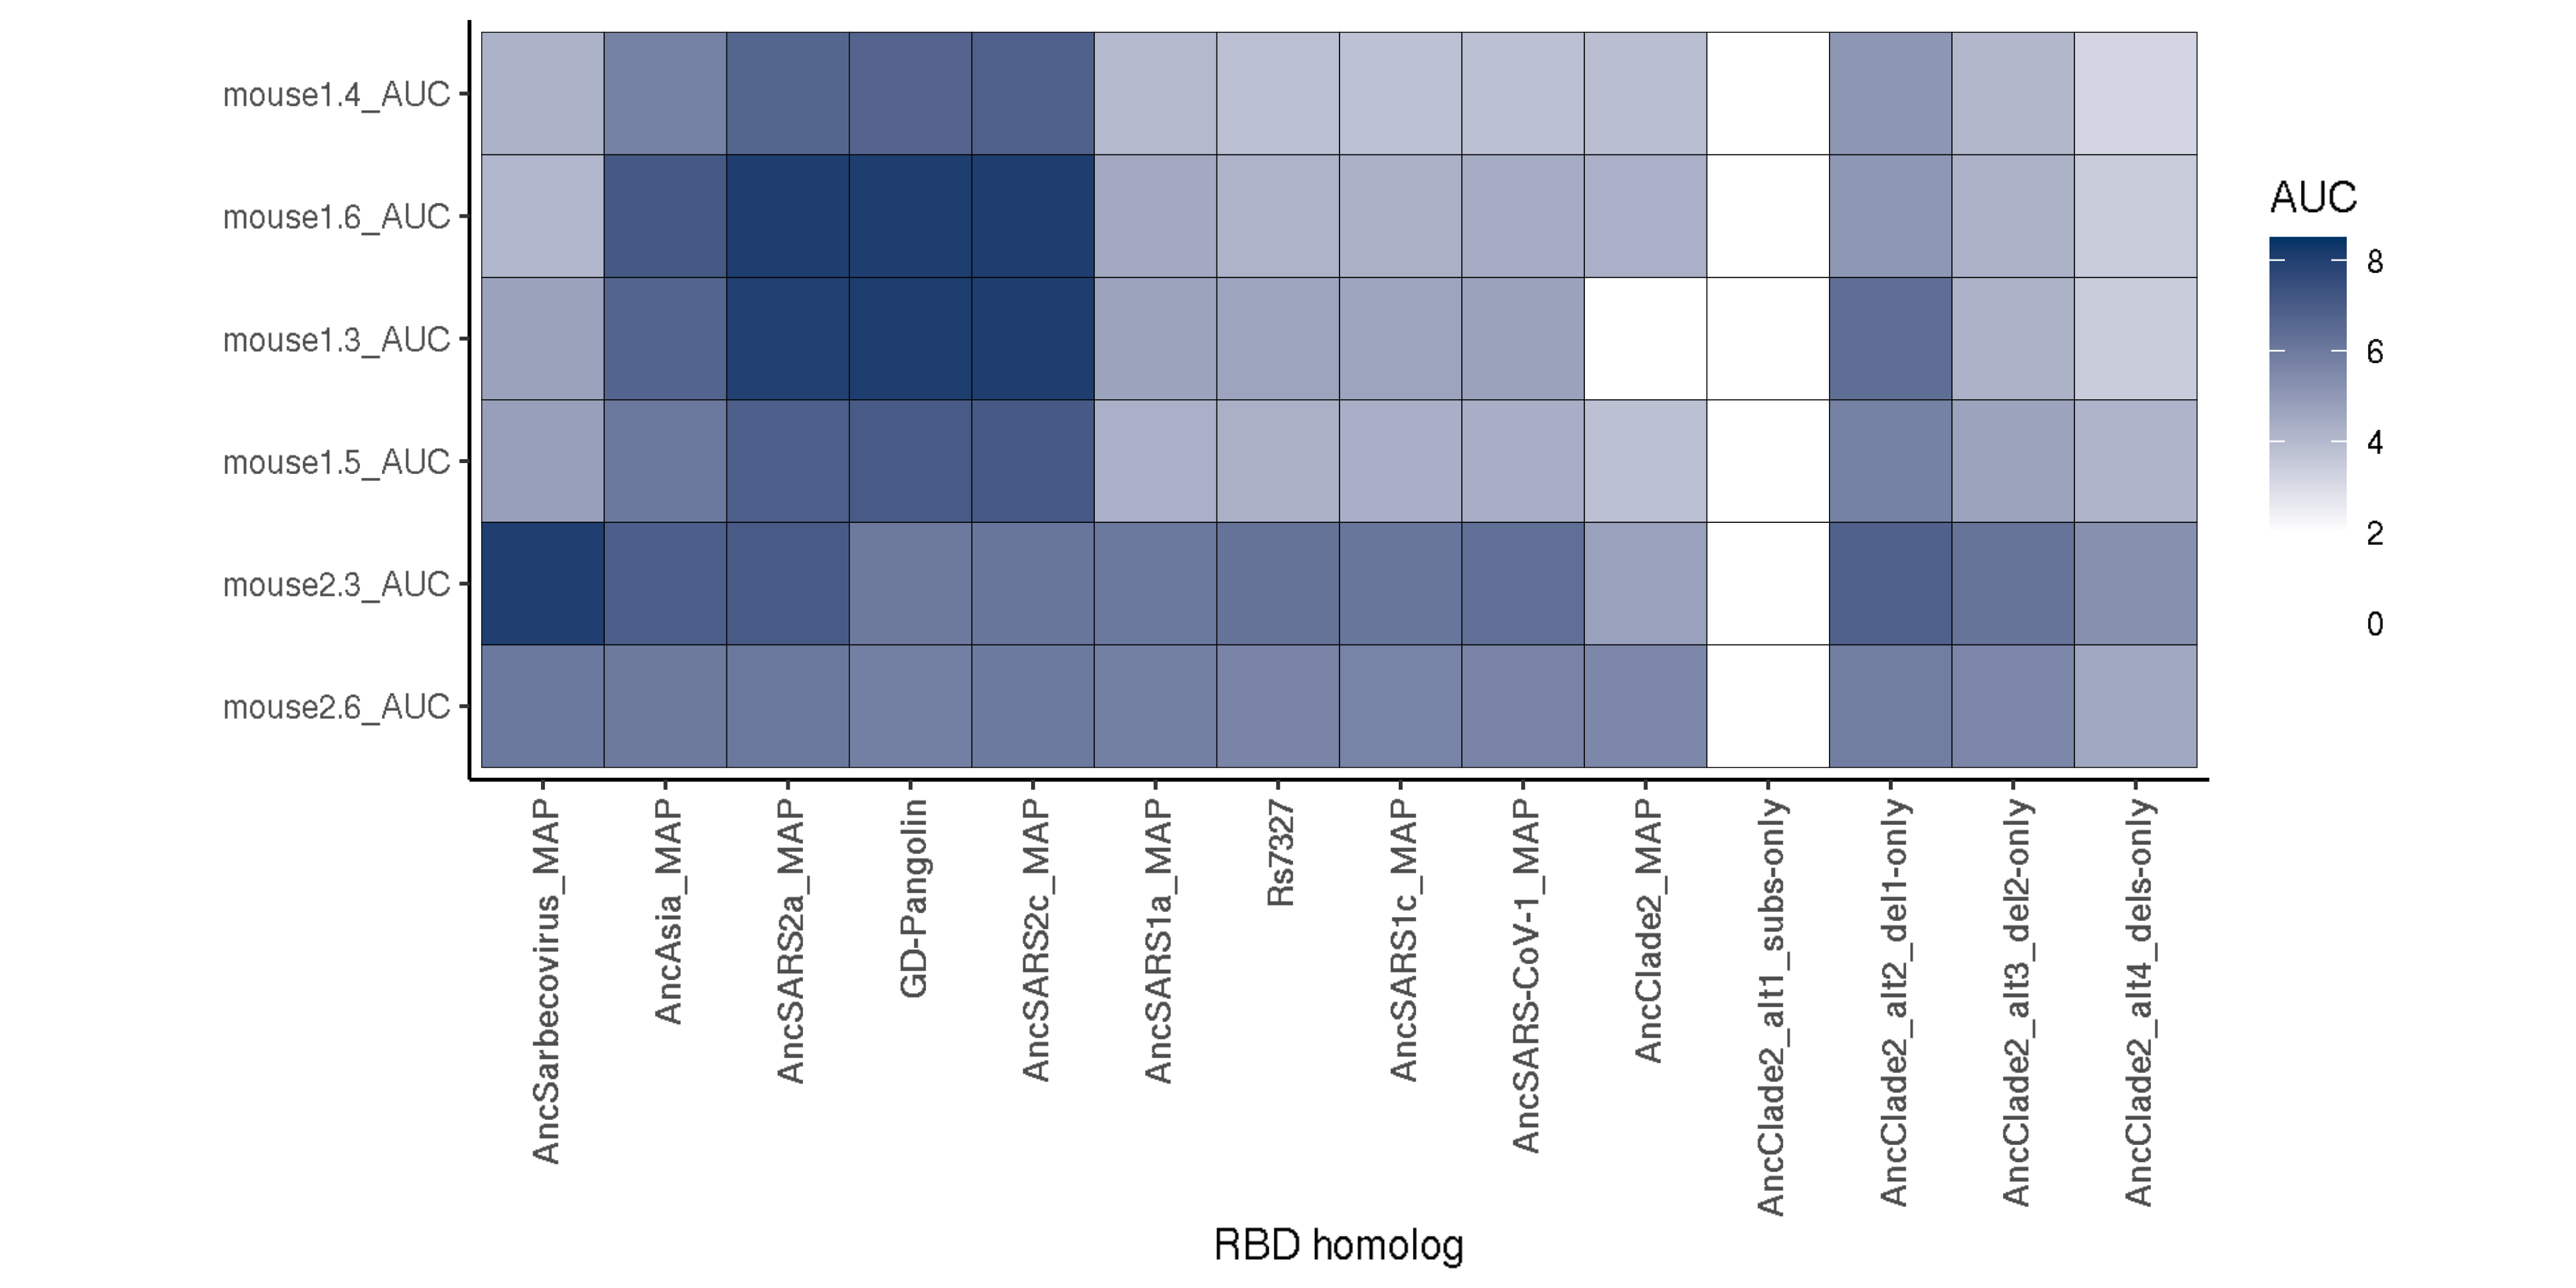 mouse1.4_AUC
mouse1.6_AUC
mouse1.3_AUC
mouse1.5_AUC
mouse2.3_AUC
mouse2.6_AUC
AncSarbecovirus_MAP
AncAsia_MAP
AncSARS2a_MAP
GD-Pangolin
AncSARS2c_MAP
AncSARS1a_MAP
Rs7327
AncSARS1c_MAP
AncSARS-CoV-1_MAP
AncClade2_MAP
AncClade2_alt1_subs-only
AncClade2_alt2_del1-only
AncClade2_alt3_del2-only
AncClade2_alt4_dels-only
RBD homolog
AUC
8
6
4
2
0